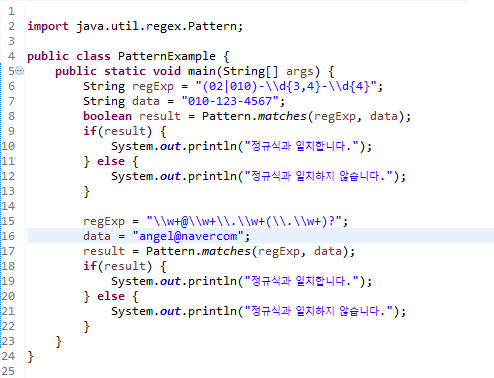 1
2 import java.util.regex.Pattern;
3
4 public class PatternExample {
5 public static void main(String[] args) {
6 String regExp = "(02|010)-\\d{3,4}-\\d{4}";
7 String data = "010-123-4567";
8 boolean result = Pattern.matches(regExp, data);
9 if(result) {
10 System.out.println("정규식과 일치합니다.");
11 } else {
12 System.out.println("정규식과 일치하지 않습니다.");
13 }
14
15 regExp = "\\w+@\\w+\\.\\w+(\\.\\w+)?";
16 data = "angel@navercom";
17 result = Pattern.matches(regExp, data);
18 if(result) {
19 System.out.println("정규식과 일치합니다.");
20 } else {
21 System.out.println("정규식과 일치하지 않습니다.");
22 }
23 }
24 }
25